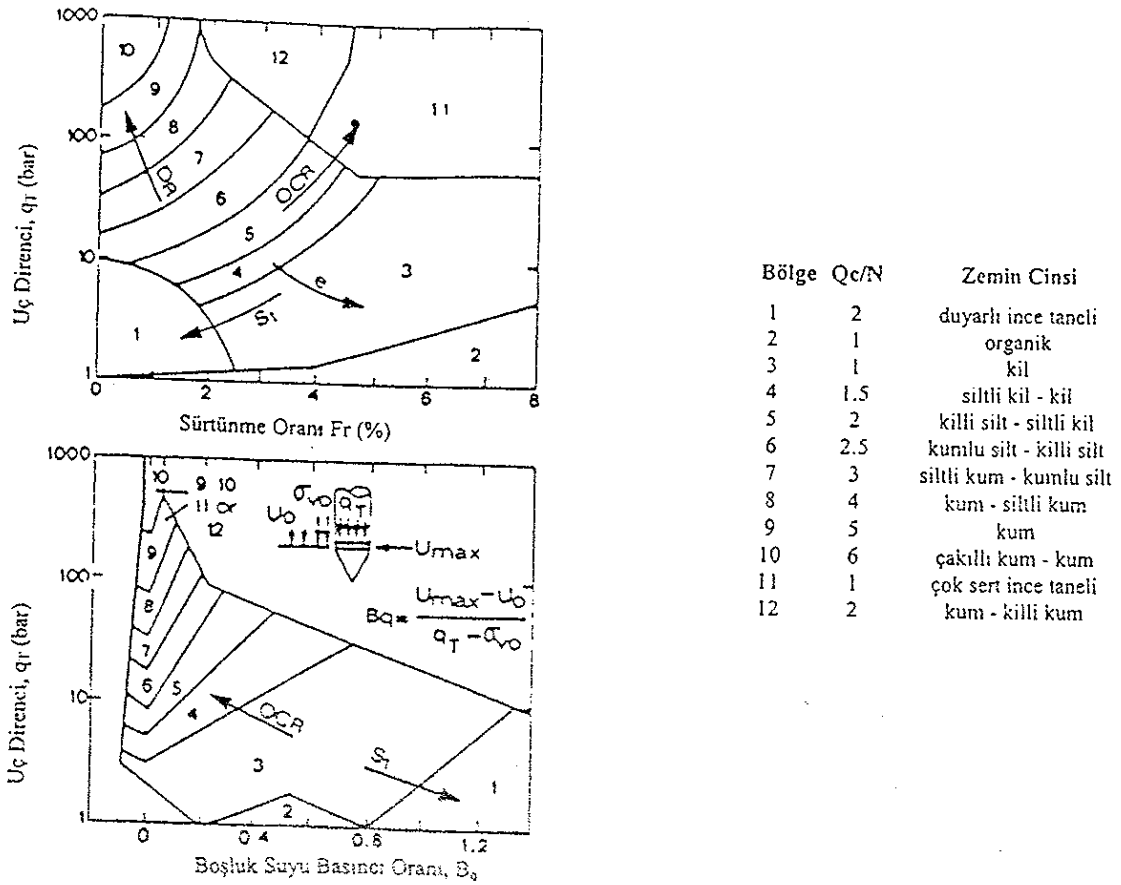 1000
10
12
9
11
8
100
DR
7
OCR
6
5
10
4
3
e
1
St
2
1
0
2
4
6
8
Uç Direnci, qT (bar)
Sürtünme Oranı Fr (%)
1000
10
9 10
11 α
12
σvo
qT
uo
Umax
9
100
8
Bq = Umax-Uo
qT - σvo
7
6
5
10
4
OCR
3
St
1
2
1
0
0.4
0.8
1.2
Uç Direnci, qT (bar)
Boşluk Suyu Basıncı Oranı, Bq
Bölge Qc/N Zemin Cinsi
1 2 duyarlı ince taneli
2 1 organik
3 1 kil
4 1.5 siltli kil - kil
5 2 killi silt - siltli kil
6 2.5 kumlu silt - killi silt
7 3 siltli kum - kumlu silt
8 4 kum - siltli kum
9 5 kum
10 6 çakıllı kum - kum
11 1 çok sert ince taneli
12 2 kum - killi kum